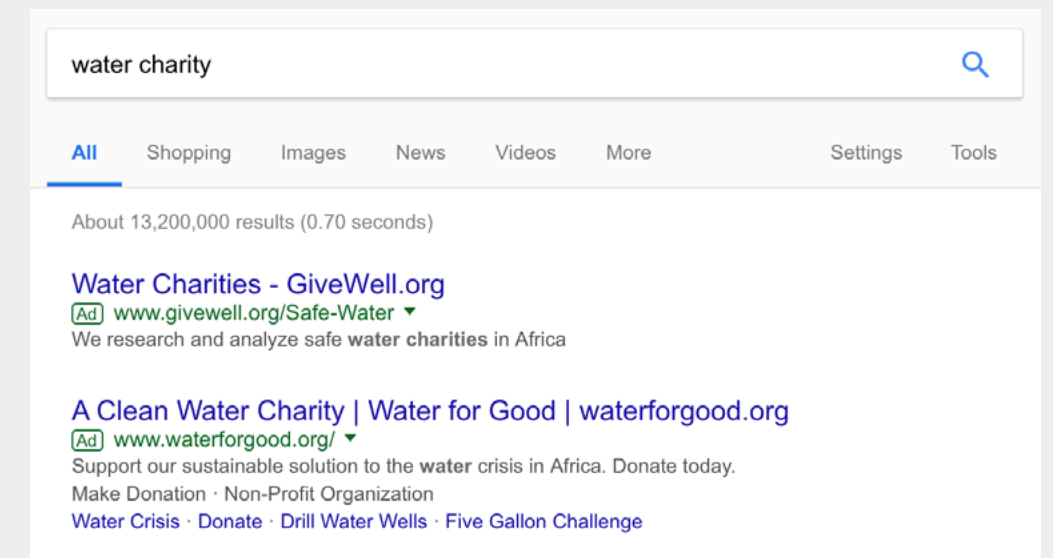 water charity
All Shopping Images News Videos More Settings Tools
About 13,200,000 results (0.70 seconds)
Water Charities - GiveWell.org
Ad www.givewell.org/Safe-Water ▼
We research and analyze safe water charities in Africa
A Clean Water Charity | Water for Good | waterforgood.org
Ad www.waterforgood.org/ ▼
Support our sustainable solution to the water crisis in Africa. Donate today.
Make Donation · Non-Profit Organization
Water Crisis · Donate · Drill Water Wells · Five Gallon Challenge